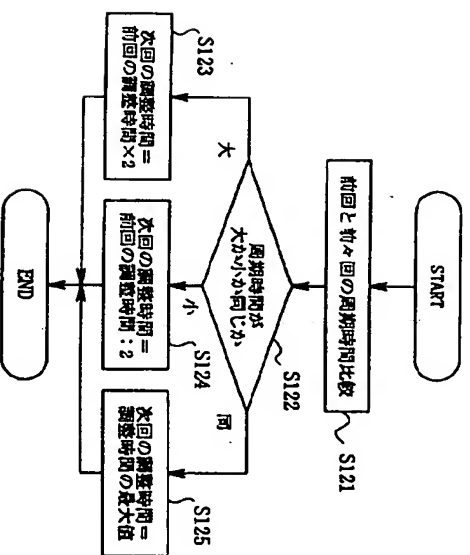 START
前回と前々回の周期時間比較
S121
周期時間が
大か小か同じか
S122
大
小
同
S123
次回の調整時間=
前回の調整時間×2
S124
次回の調整時間=
前回の調整時間:2
S125
次回の調整時間=
調整時間の最大値
END